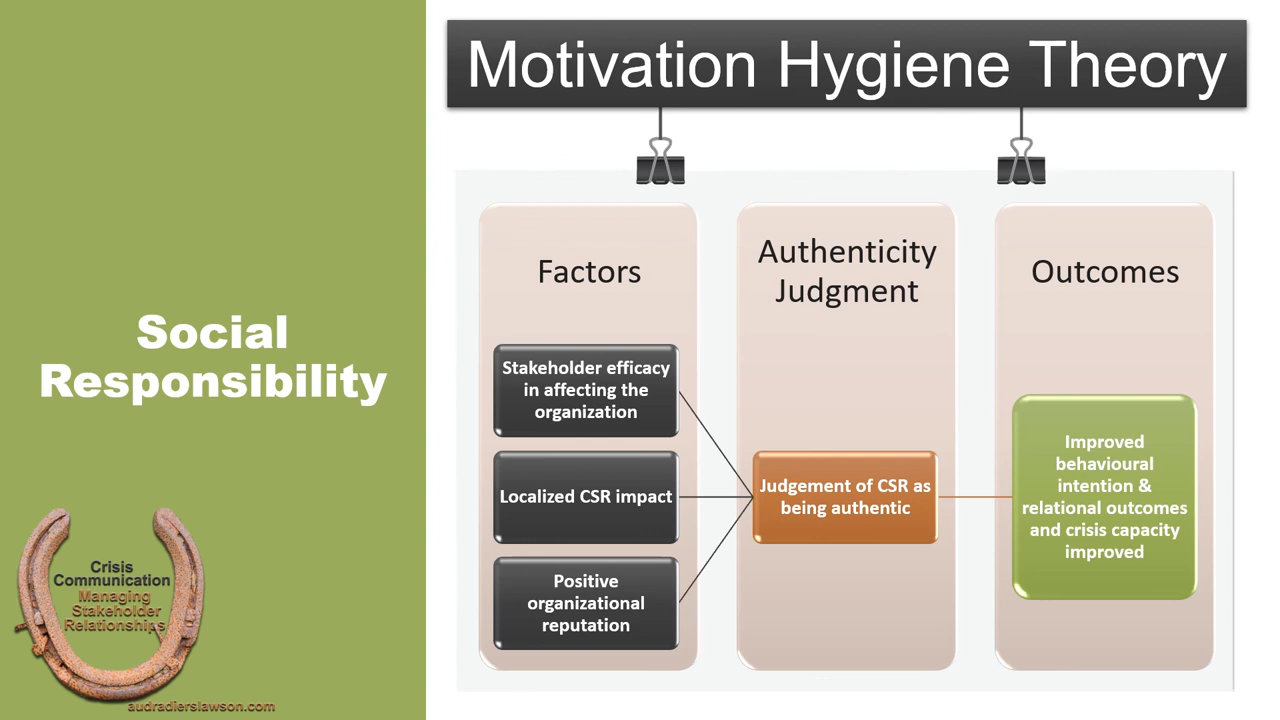 Motivation Hygiene Theory
Social
Responsibility
Factors
Stakeholder efficacy
in affecting the
organization
Localized CSR impact
Positive
organizational
reputation
Authenticity
Judgment
Judgement of CSR as
being authentic
Outcomes
Improved
behavioural
intention &
relational outcomes
and crisis capacity
improved
Crisis
Communication
Managing
Stakeholder
Relationships
audradierslawson.com